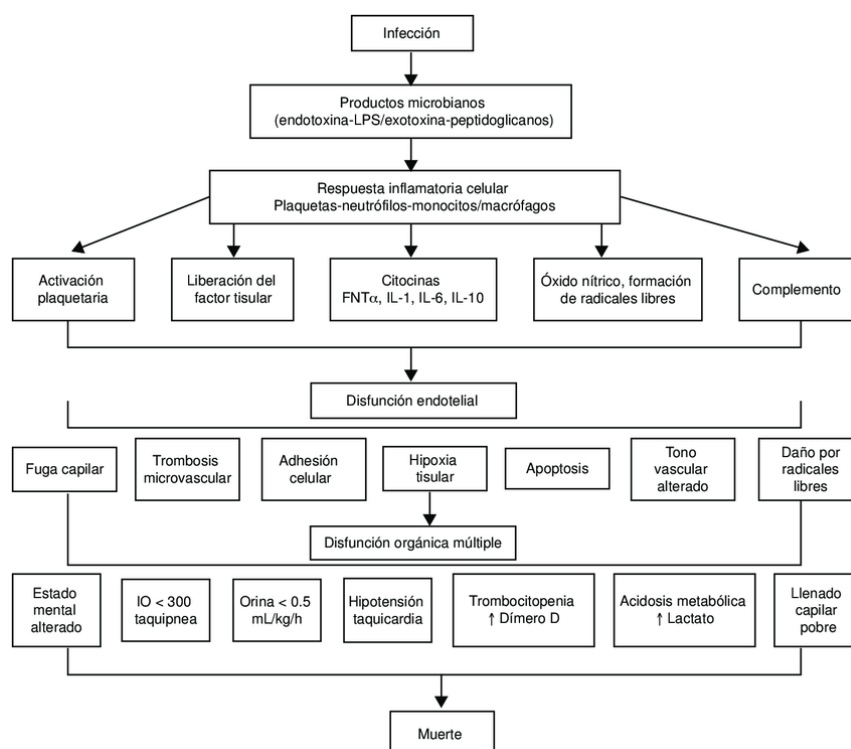 Infección
Productos microbianos
(endotoxina-LPS/exotoxina-peptidoglicanos)
Respuesta inflamatoria celular
Plaquetas-neutrófilos-monocitos/macrófagos
Activación
plaquetaria
Liberación del
factor tisular
Citocinas
FNTα, IL-1, IL-6, IL-10
Óxido nítrico, formación
de radicales libres
Complemento
Disfunción endotelial
Fuga capilar
Trombosis
microvascular
Adhesión
celular
Hipoxia
tisular
Apoptosis
Tono
vascular
alterado
Daño por
radicales
libres
Disfunción orgánica múltiple
Estado
mental
alterado
IO < 300
taquipnea
Orina < 0.5
mL/kg/h
Hipotensión
taquicardia
Trombocitopenia
↑ Dímero D
Acidosis metabólica
↑ Lactato
Llenado
capilar
pobre
Muerte